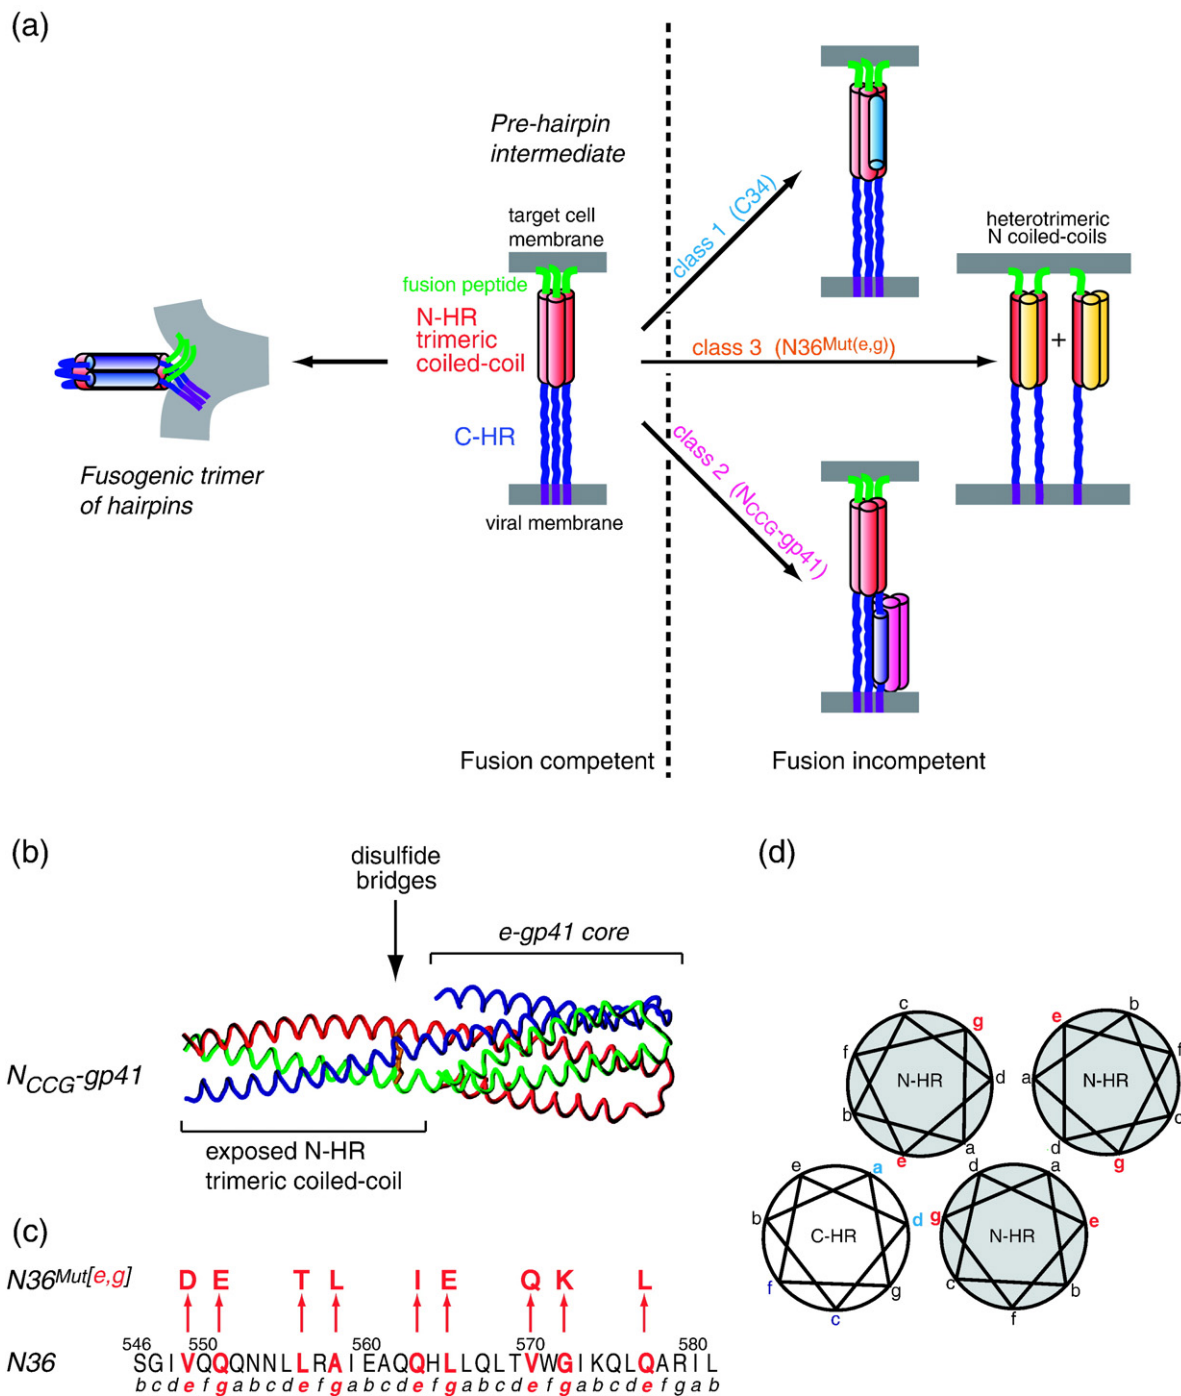 (a)
Pre-hairpin
intermediate
target cell
membrane
fusion peptide
N-HR
trimeric
coiled-coil
C-HR
viral membrane
Fusogenic trimer
of hairpins
class 1 (C34)
class 3 (N36Mut(e,g))
class 2 (NCCG-gp41)
heterotrimeric
N coiled-coils
+
Fusion competent
Fusion incompetent
(b)
disulfide
bridges
e-gp41 core
NCCG-gp41
exposed N-HR
trimeric coiled-coil
(c)
N36Mut[e,g] D E T L I E Q K L
546 550 560 570 580
N36 SGIVQQQNNLLRAIEAQQHLLQLTVWGIKQLQARIL
b c d e f g a b c d e f g a b c d e f g a b c d e f g a b c d e f g a b
(d)
c g d a e b f
N-HR
b f c g d a e
N-HR
e a d g c f b
C-HR
d a e b f c g
N-HR